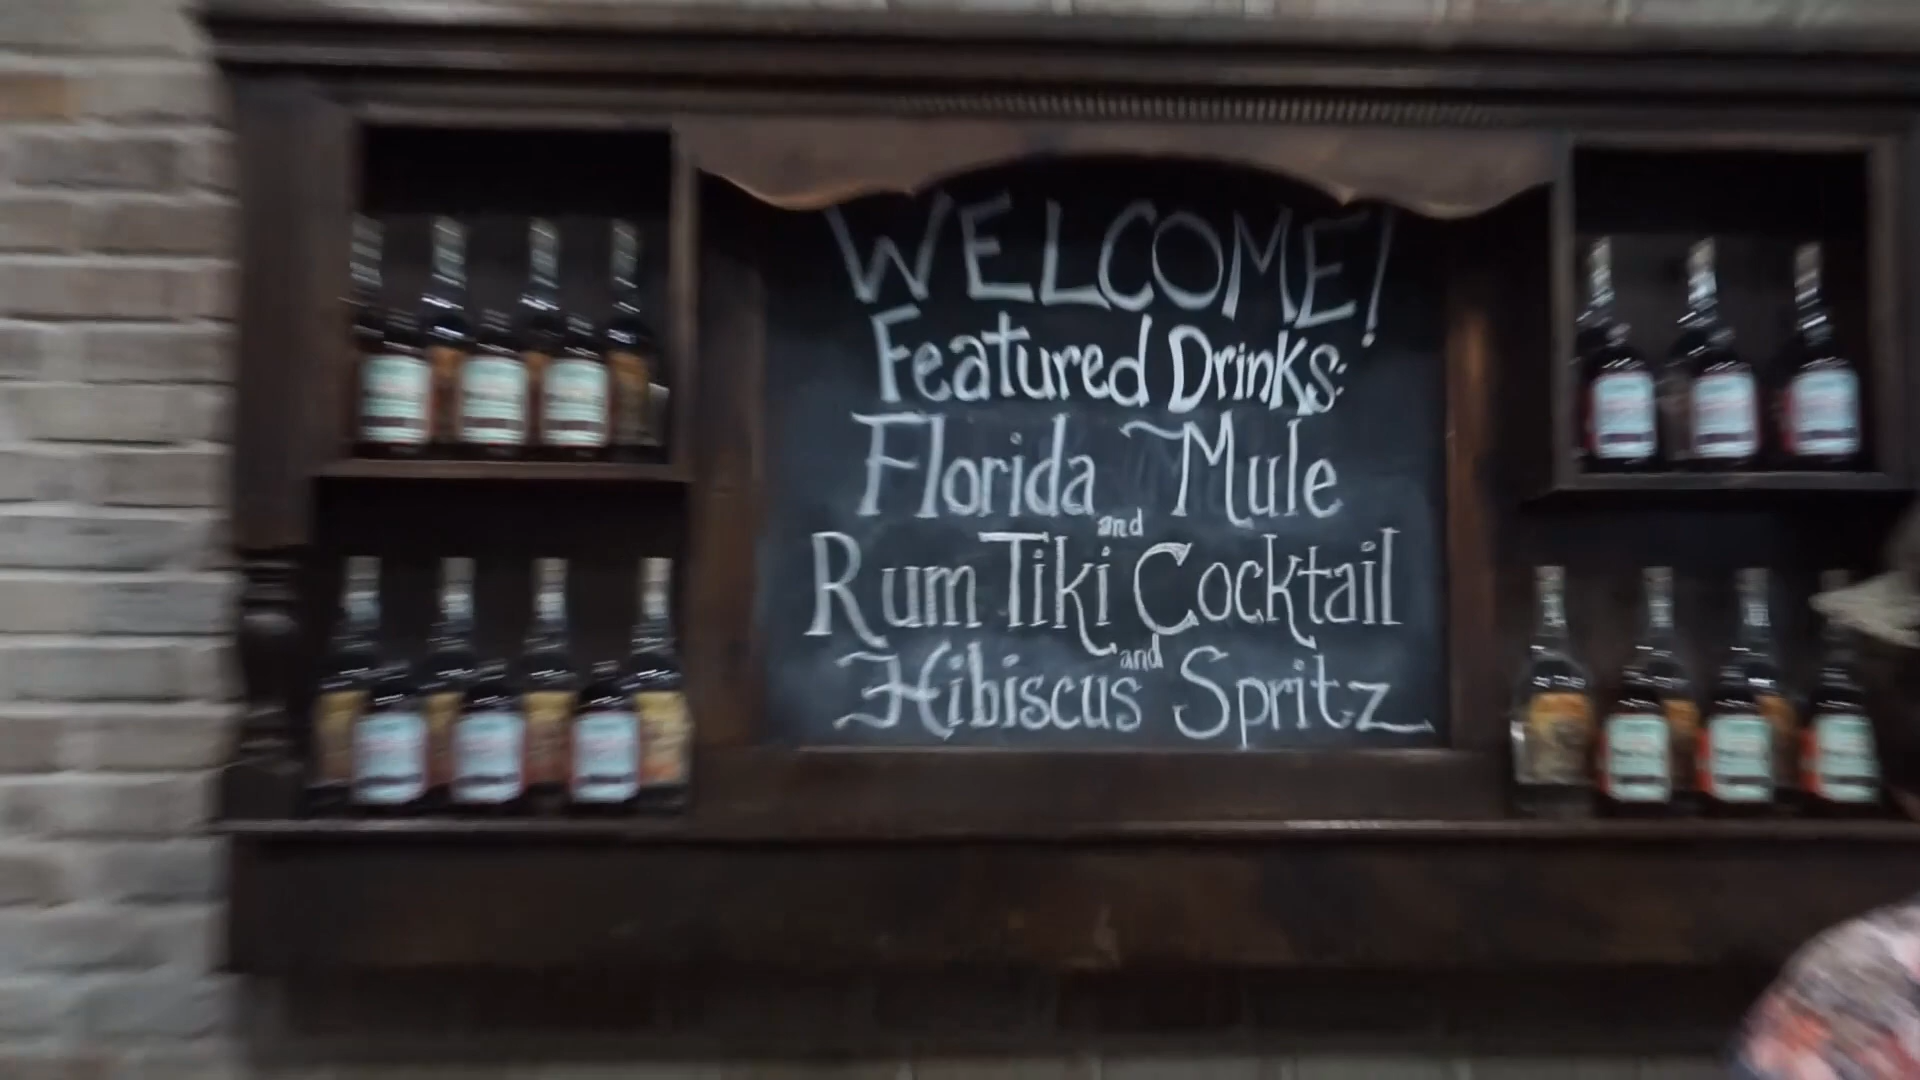 WELCOME!
Featured Drinks:
Florida Mule
and
Rum Tiki Cocktail
and
Hibiscus Spritz